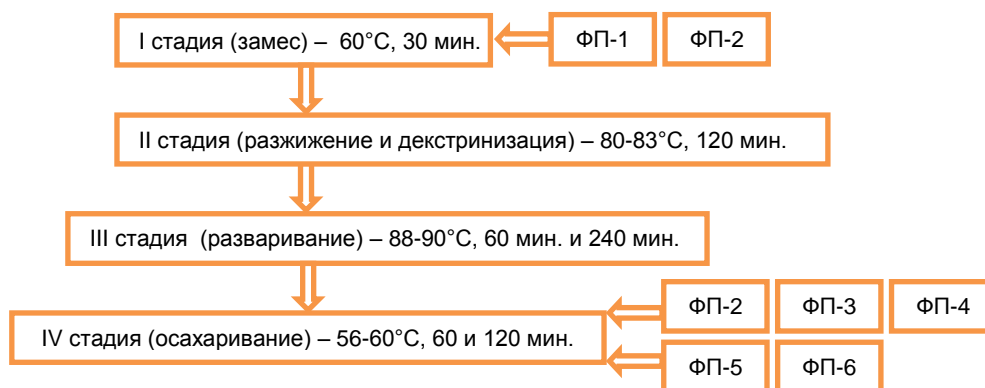 I стадия (замес) – 60°С, 30 мин.
ФП-1
ФП-2
II стадия (разжижение и декстринизация) – 80-83°С, 120 мин.
III стадия (разваривание) – 88-90°С, 60 мин. и 240 мин.
ФП-2
ФП-3
ФП-4
IV стадия (осахаривание) – 56-60°С, 60 и 120 мин.
ФП-5
ФП-6